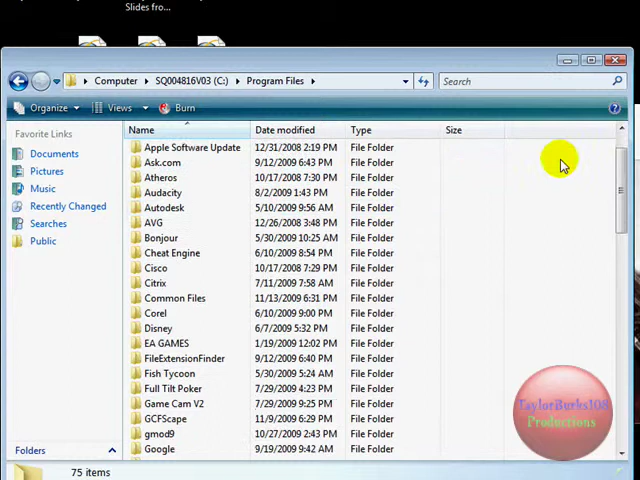 Slides fro...
Computer SQ004816V03 (C:) Program Files Search
Organize Views Burn
Favorite Links
Documents
Pictures
Music
Recently Changed
Searches
Public
Folders
Name Date modified Type Size
Apple Software Update 12/31/2008 2:19 PM File Folder
Ask.com 9/12/2009 6:43 PM File Folder
Atheros 10/17/2008 7:30 PM File Folder
Audacity 8/2/2009 1:43 PM File Folder
Autodesk 5/10/2009 9:56 AM File Folder
AVG 12/26/2008 3:48 PM File Folder
Bonjour 5/30/2009 10:25 AM File Folder
Cheat Engine 6/10/2009 8:54 PM File Folder
Cisco 10/17/2008 7:29 PM File Folder
Citrix 7/11/2009 7:58 AM File Folder
Common Files 11/13/2009 6:31 PM File Folder
Corel 6/10/2009 9:00 PM File Folder
Disney 6/7/2009 5:32 PM File Folder
EA GAMES 1/19/2009 12:02 PM File Folder
FileExtensionFinder 9/12/2009 6:40 PM File Folder
Fish Tycoon 5/30/2009 5:24 AM File Folder
Full Tilt Poker 7/29/2009 4:23 PM File Folder
Game Cam V2 7/29/2009 9:25 PM File Folder
GCFScape 11/9/2009 6:29 PM File Folder
gmod9 10/27/2009 2:43 PM File Folder
Google 9/19/2009 9:42 AM File Folder
75 items
TaylorBurks108
Productions